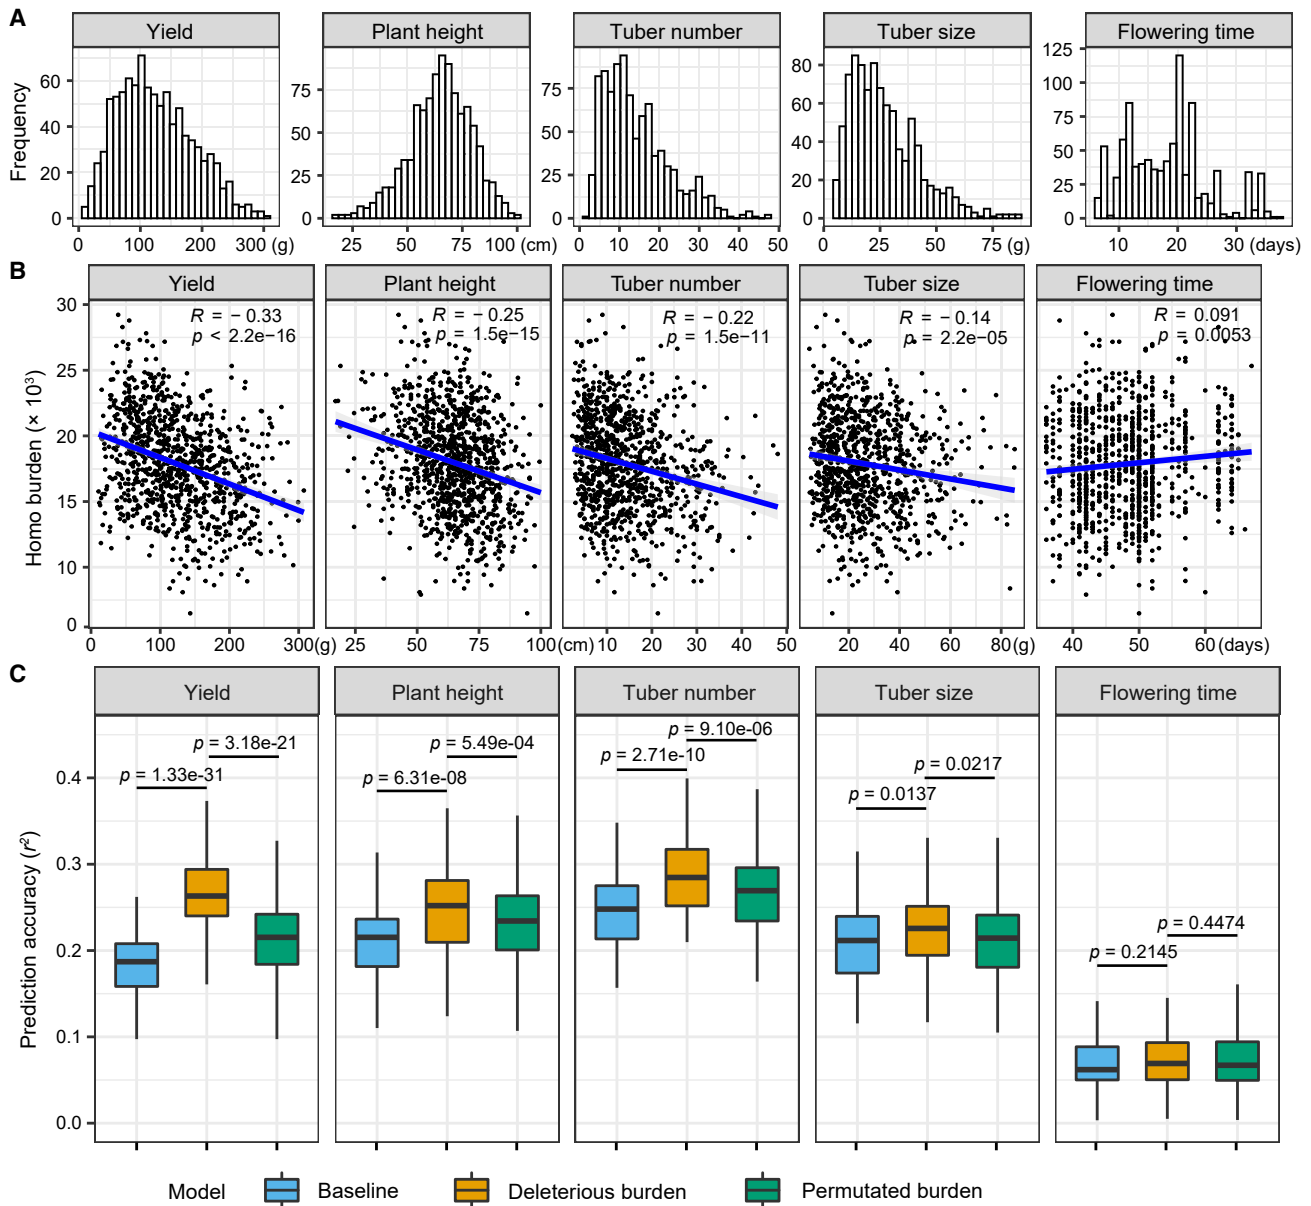 A
Yield
Plant height
Tuber number
Tuber size
Flowering time
Frequency
0
20
40
60
0 100 200 300 (g)
0
25
50
75
25 50 75 100 (cm)
0
25
50
75
0 10 20 30 40 50
0
20
40
60
80
0 25 50 75 (g)
0
25
50
75
100
125
10 20 30 (days)
B
Yield
Plant height
Tuber number
Tuber size
Flowering time
Homo burden (× 10³)
30
25
20
15
10
0
R = −0.33
p < 2.2e−16
R = −0.25
p = 1.5e−15
R = −0.22
p = 1.5e−11
R = −0.14
p = 2.2e−05
R = 0.091
p = 0.0053
0 100 200 300(g)
25 50 75 100 (cm)
10 20 30 40 50
20 40 60 80(g)
40 50 60 (days)
C
Yield
Plant height
Tuber number
Tuber size
Flowering time
Prediction accuracy (r²)
0.4
0.3
0.2
0.1
0.0
p = 3.18e-21
p = 1.33e-31
p = 5.49e-04
p = 6.31e-08
p = 9.10e-06
p = 2.71e-10
p = 0.0217
p = 0.0137
p = 0.4474
p = 0.2145
Model
Baseline
Deleterious burden
Permutated burden